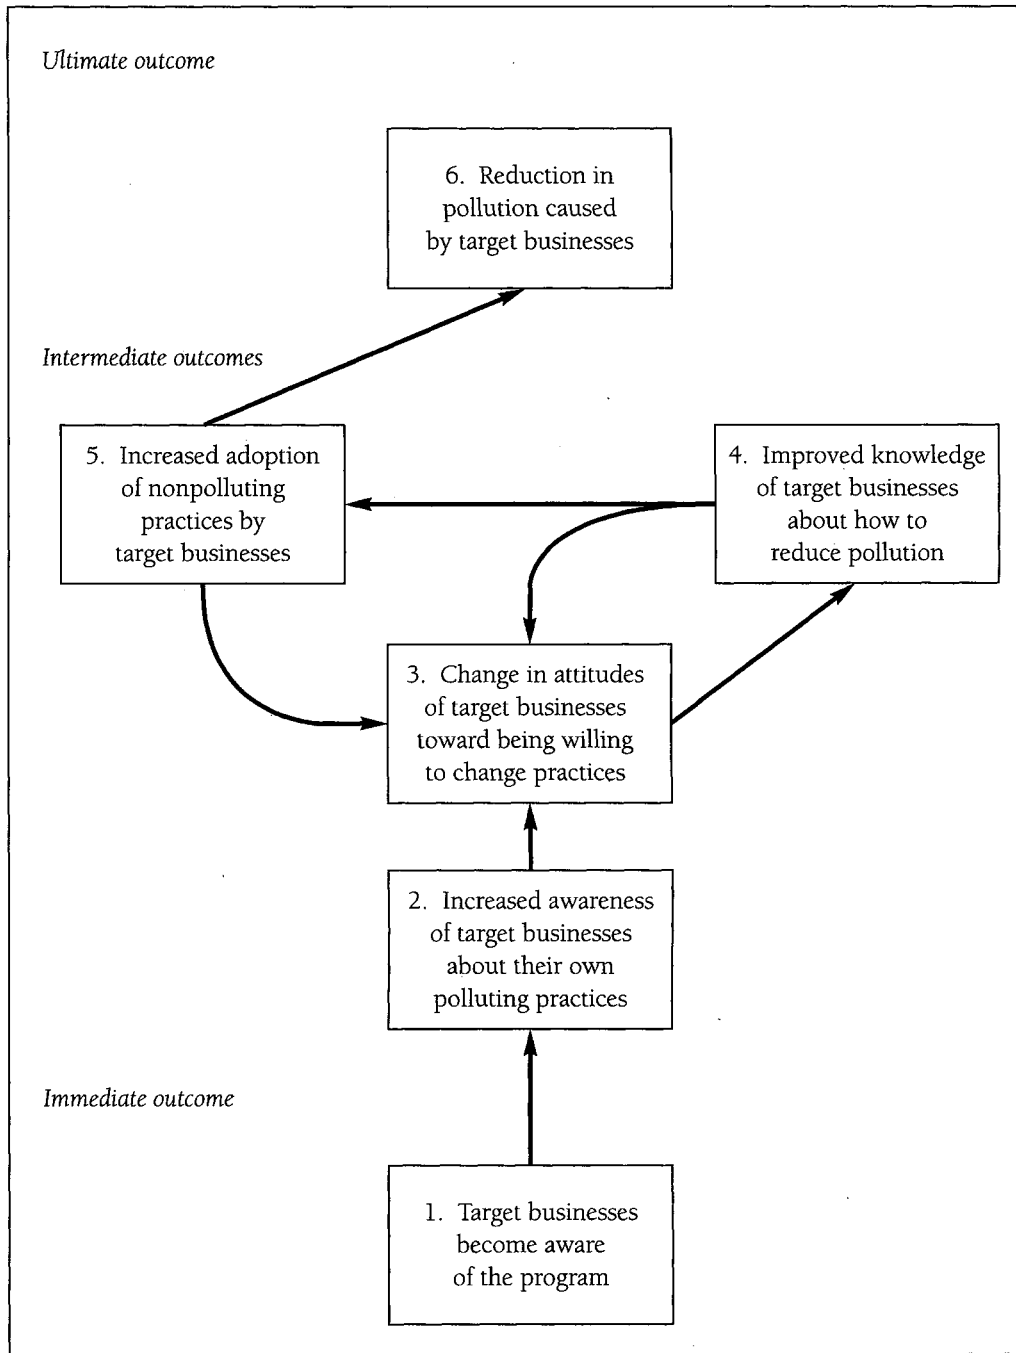 Ultimate outcome
6. Reduction in
pollution caused
by target businesses
Intermediate outcomes
5. Increased adoption
of nonpolluting
practices by
target businesses
4. Improved knowledge
of target businesses
about how to
reduce pollution
3. Change in attitudes
of target businesses
toward being willing
to change practices
2. Increased awareness
of target businesses
about their own
polluting practices
Immediate outcome
1. Target businesses
become aware
of the program